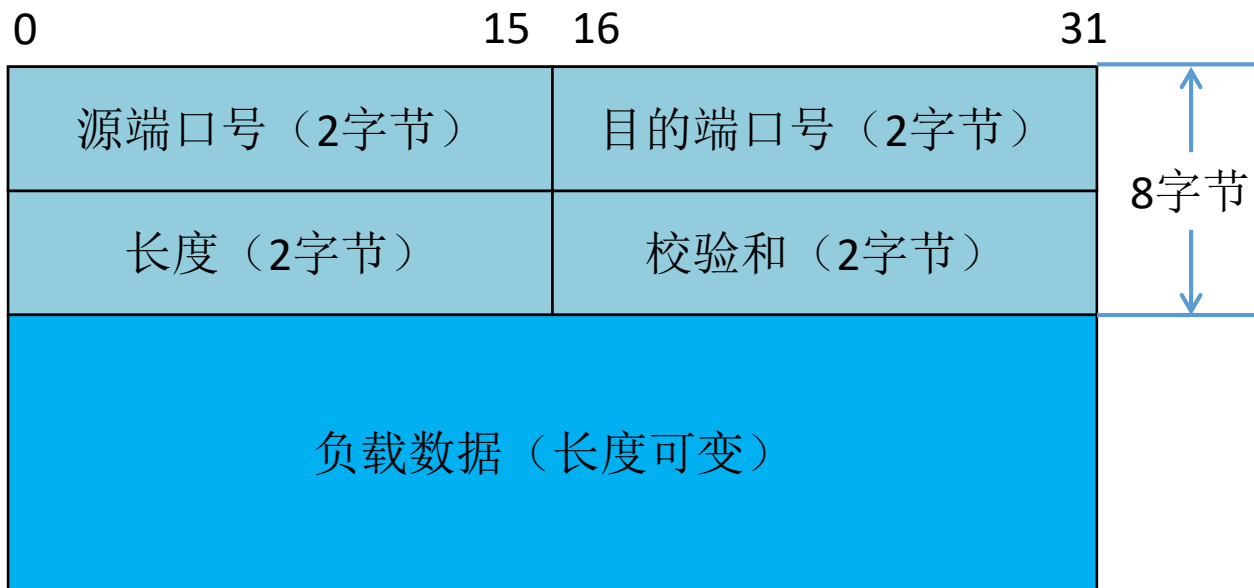 0 15 16 31
源端口号（2字节） 目的端口号（2字节）
8字节
长度（2字节） 校验和（2字节）
负载数据（长度可变）